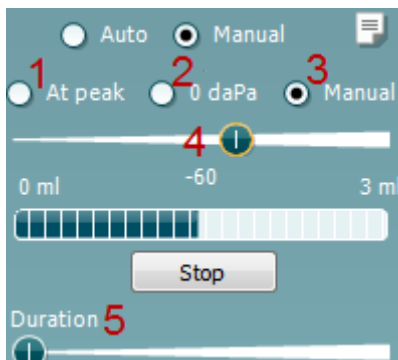 Auto Manual
1 At peak 2 0 daPa 3 Manual
4
0 ml -60 3 ml
Stop
Duration 5